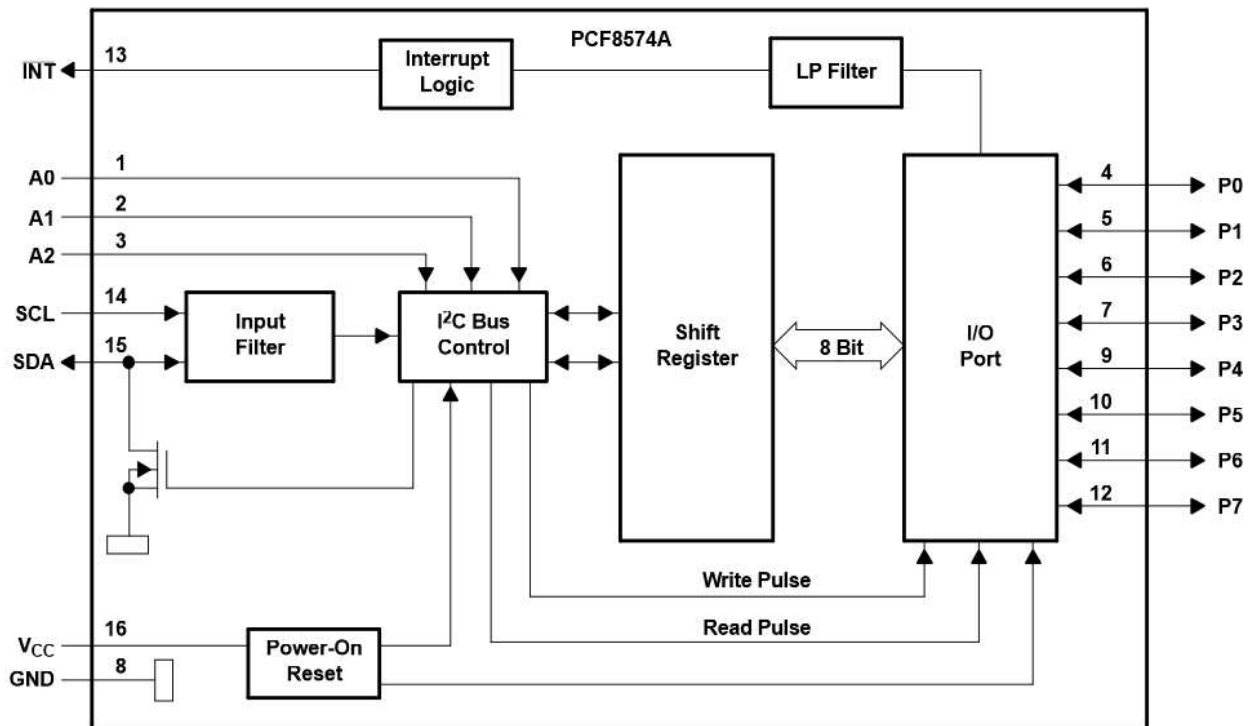 PCF8574A
INT 13
Interrupt
Logic
LP Filter
A0 1
A1 2
A2 3
SCL 14
SDA 15
Input
Filter
I²C Bus
Control
Shift
Register
8 Bit
I/O
Port
4 P0
5 P1
6 P2
7 P3
9 P4
10 P5
11 P6
12 P7
Write Pulse
Read Pulse
VCC 16
GND 8
Power-On
Reset